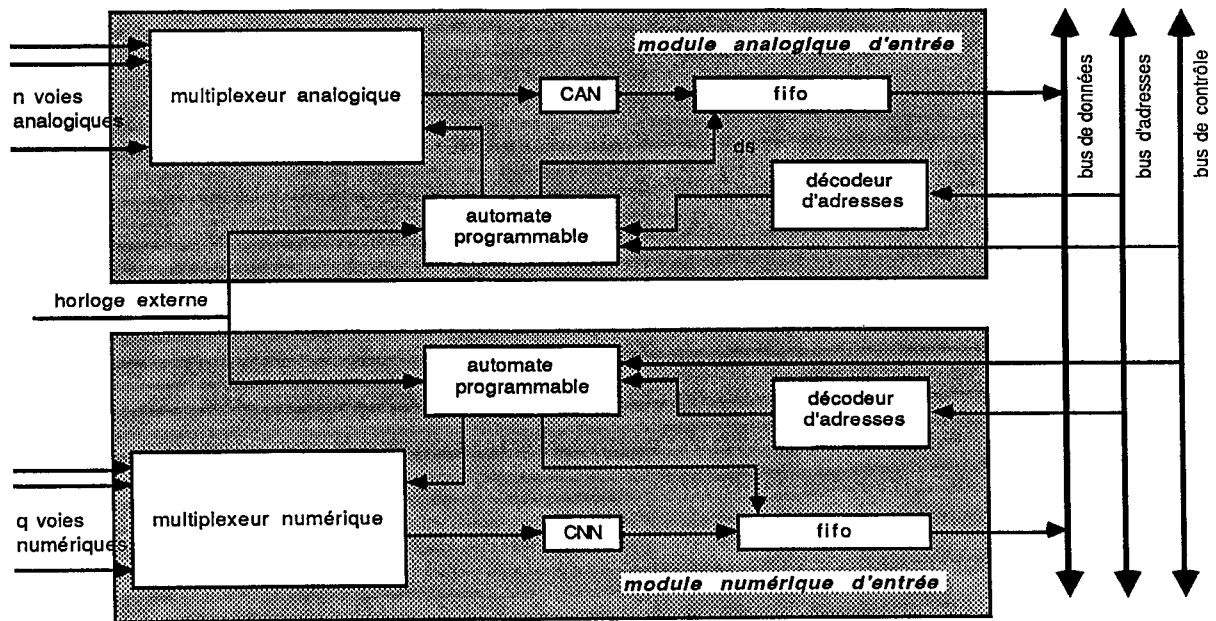 module analogique d'entrée
multiplexeur analogique
CAN
fifo
n voies
analogiques
ds
décodeur
d'adresses
automate
programmable
bus de données
bus d'adresses
bus de contrôle
horloge externe
automate
programmable
décodeur
d'adresses
multiplexeur numérique
q voies
numériques
CNN
fifo
module numérique d'entrée